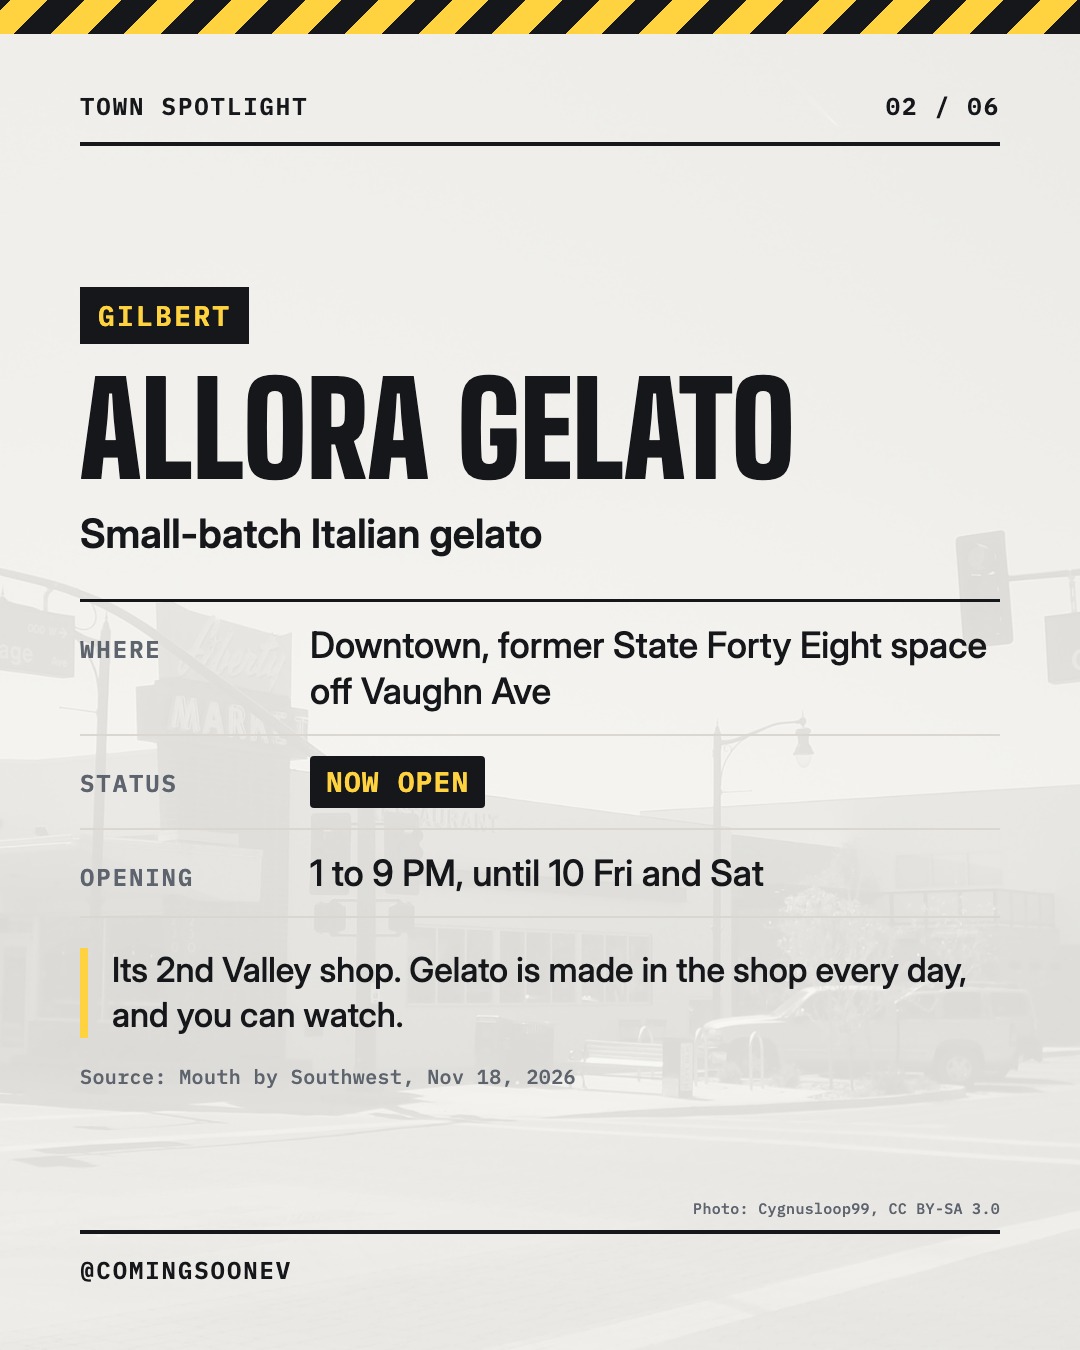 TOWN SPOTLIGHT
02 / 06
GILBERT
ALLORA GELATO
Small-batch Italian gelato
WHERE
Downtown, former State Forty Eight space
off Vaughn Ave
STATUS
NOW OPEN
OPENING
1 to 9 PM, until 10 Fri and Sat
Its 2nd Valley shop. Gelato is made in the shop every day,
and you can watch.
Source: Mouth by Southwest, Nov 18, 2026
Photo: Cygnusloop99, CC BY-SA 3.0
@COMINGSOONEV
Liberty
MARKET